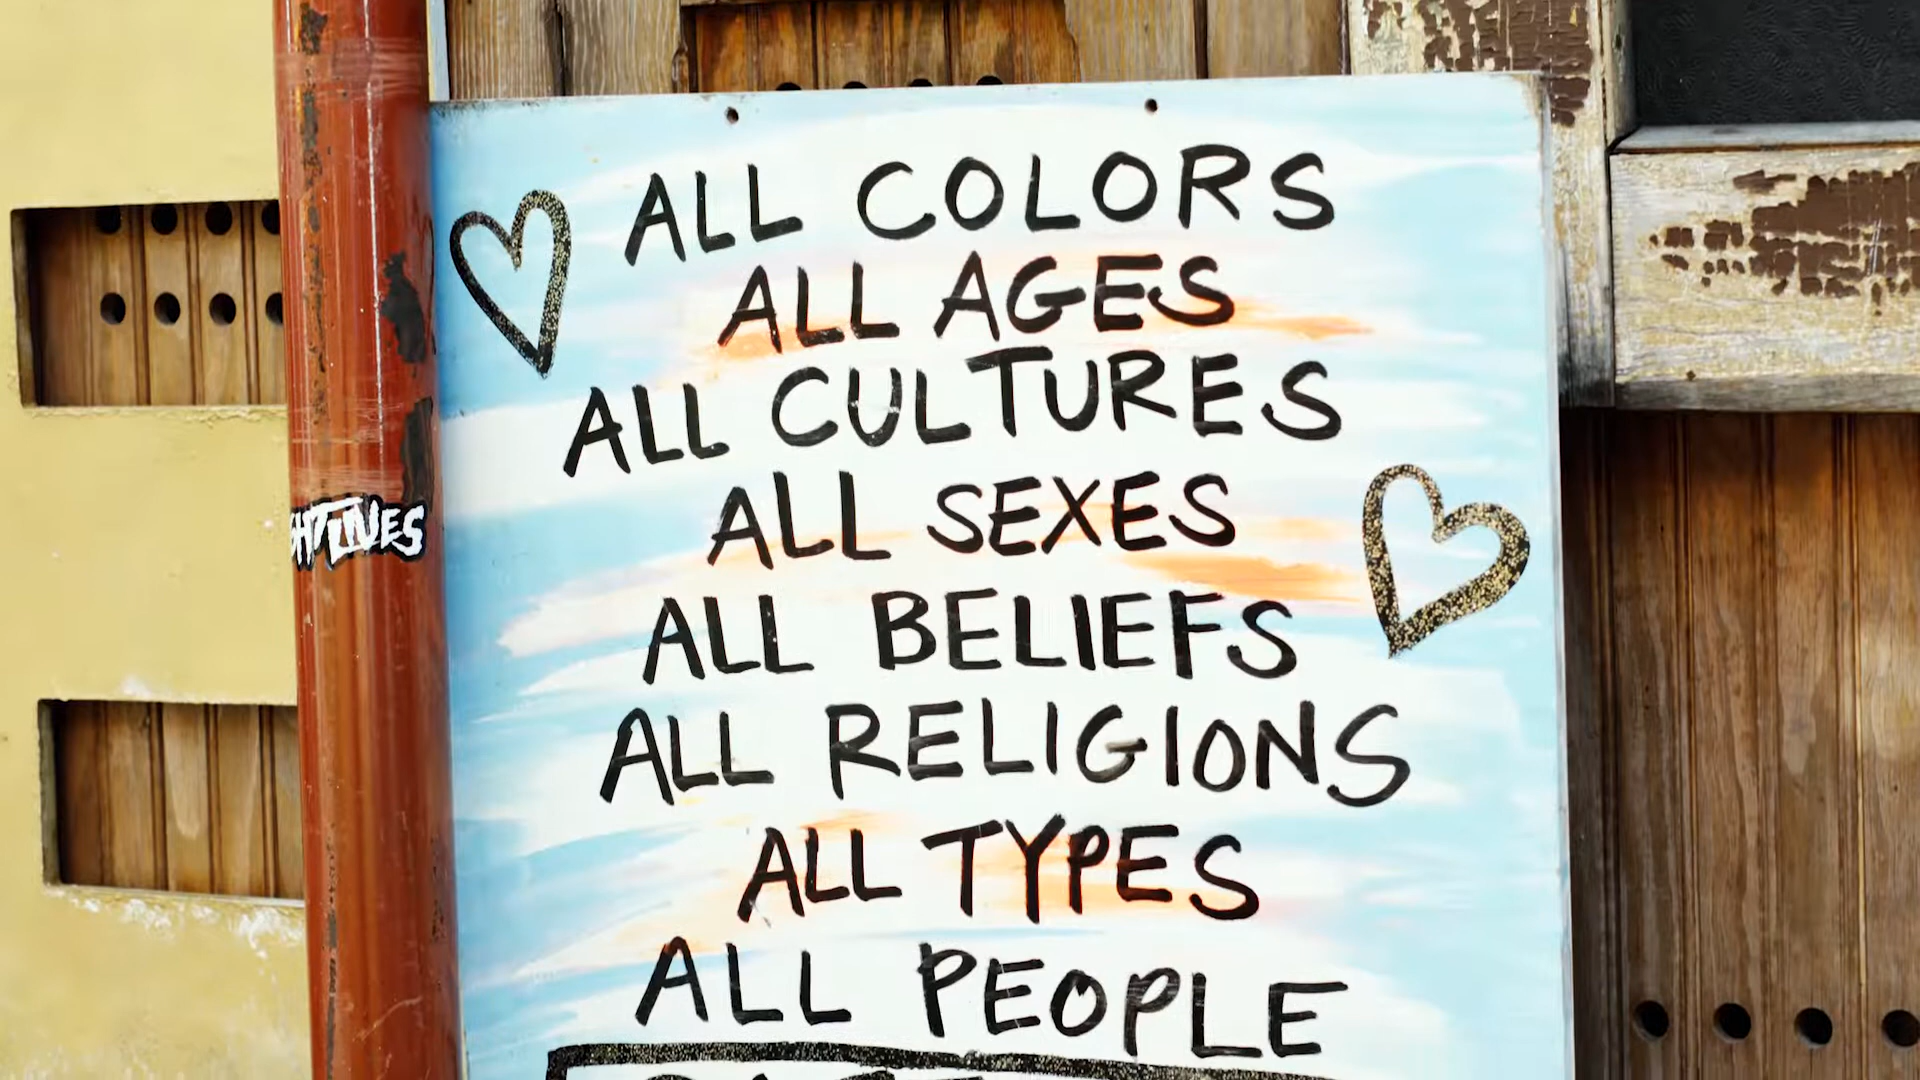 ALL COLORS
ALL AGES
ALL CULTURES
ALL SEXES
ALL BELIEFS
ALL RELIGIONS
ALL TYPES
ALL PEOPLE